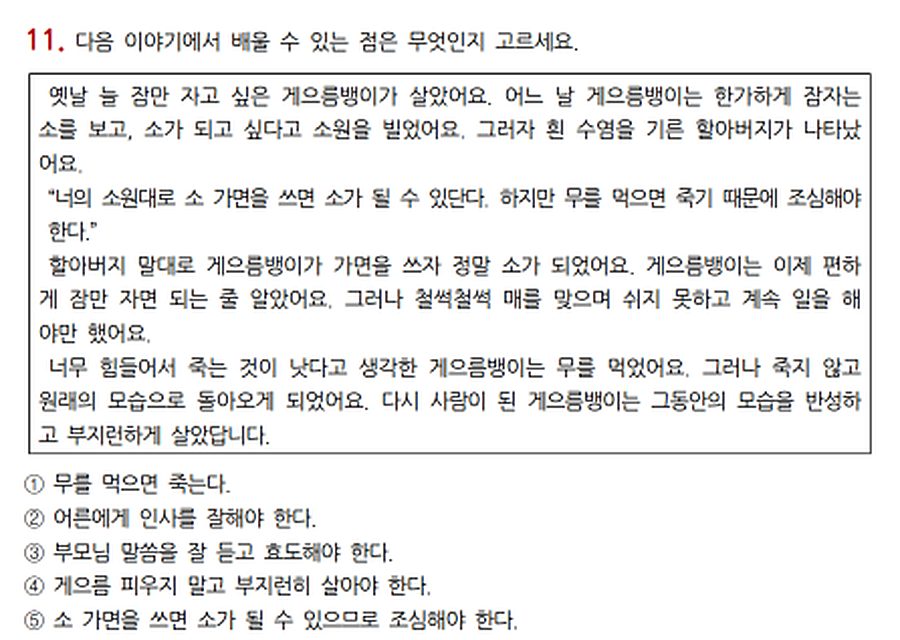 11. 다음 이야기에서 배울 수 있는 점은 무엇인지 고르세요.
옛날 늘 잠만 자고 싶은 게으름뱅이가 살았어요. 어느 날 게으름뱅이는 한가하게 잠자는
소를 보고, 소가 되고 싶다고 소원을 빌었어요. 그러자 흰 수염을 기른 할아버지가 나타났
어요.
“너의 소원대로 소 가면을 쓰면 소가 될 수 있단다. 하지만 무를 먹으면 죽기 때문에 조심해야
한다.”
할아버지 말대로 게으름뱅이가 가면을 쓰자 정말 소가 되었어요. 게으름뱅이는 이제 편하
게 잠만 자면 되는 줄 알았어요. 그러나 철썩철썩 매를 맞으며 쉬지 못하고 계속 일을 해
야만 했어요.
너무 힘들어서 죽는 것이 낫다고 생각한 게으름뱅이는 무를 먹었어요. 그러나 죽지 않고
원래의 모습으로 돌아오게 되었어요. 다시 사람이 된 게으름뱅이는 그동안의 모습을 반성하
고 부지런하게 살았답니다.
① 무를 먹으면 죽는다.
② 어른에게 인사를 잘해야 한다.
③ 부모님 말씀을 잘 듣고 효도해야 한다.
④ 게으름 피우지 말고 부지런히 살아야 한다.
⑤ 소 가면을 쓰면 소가 될 수 있으므로 조심해야 한다.